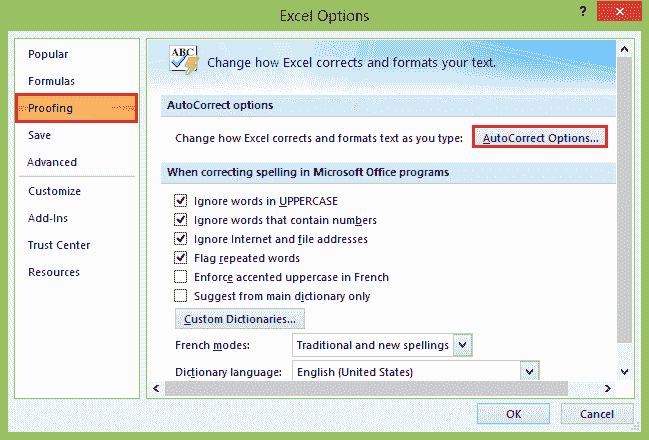 Excel Options
?
Popular
Formulas
Proofing
Save
Advanced
Customize
Add-Ins
Trust Center
Resources
ABC
Change how Excel corrects and formats your text.
AutoCorrect options
Change how Excel corrects and formats text as you type: AutoCorrect Options...
When correcting spelling in Microsoft Office programs
Ignore words in UPPERCASE
Ignore words that contain numbers
Ignore Internet and file addresses
Flag repeated words
Enforce accented uppercase in French
Suggest from main dictionary only
Custom Dictionaries...
French modes: Traditional and new spellings
Dictionary language: English (United States)
OK Cancel